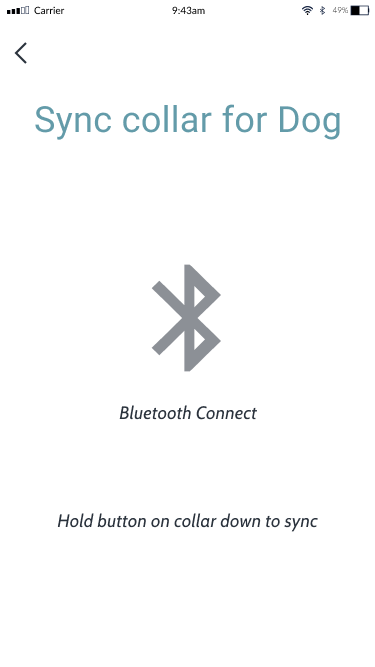 Carrier 9:43am 49%
Sync collar for Dog
Bluetooth Connect
Hold button on collar down to sync